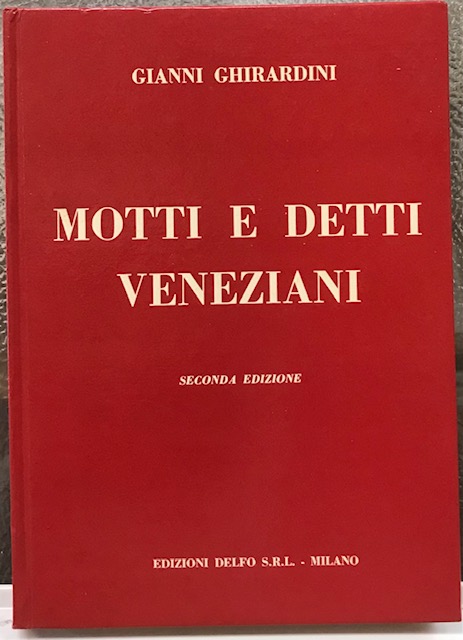 GIANNI GHIRARDINI
MOTTI E DETTI
VENEZIANI
SECONDA EDIZIONE
EDIZIONI DELFO S.R.L. - MILANO